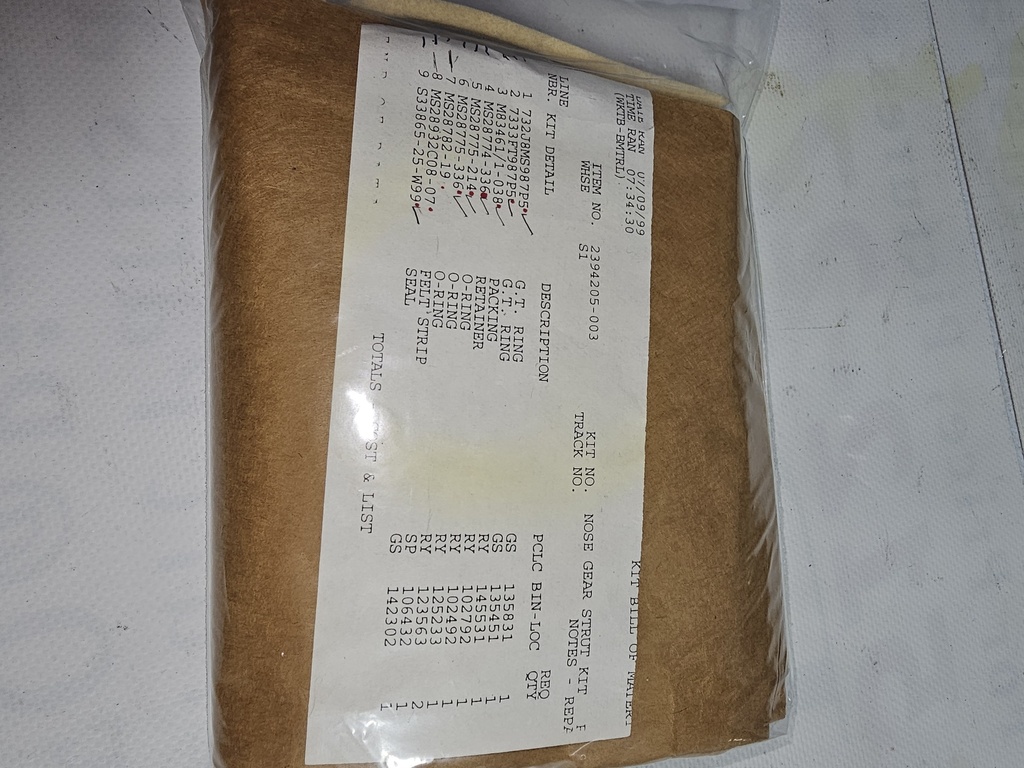 DATE RAN 07/09/99 KIT BILL OF MATERI
TIME RAN 07:34:30
(WKTB-BMTRL)
ITEM NO. 2394205-003 KIT NO. NOSE GEAR STRUT KIT F
WHSE S1 TRACK NO. NOTES - REPA
LINE REQ
NBR. KIT DETAIL DESCRIPTION PCLC BIN-LOC QTY
1 732J8MS987P5 G.T. RING GS 135831 1
2 7333FT987P5 G.T. RING GS 135451 1
3 M83461/1-038 PACKING RY 145531 1
4 MS28774-336 RETAINER RY 102792 1
5 MS28775-214 O-RING RY 102492 1
6 MS28775-336 O-RING RY 125233 1
7 MS28782-19 O-RING RY 123563 1
8 MS28932C08-07 FELT STRIP SP 106432 2
9 S33865-25-W99 SEAL GS 142302 1
TOTALS ST & LIST